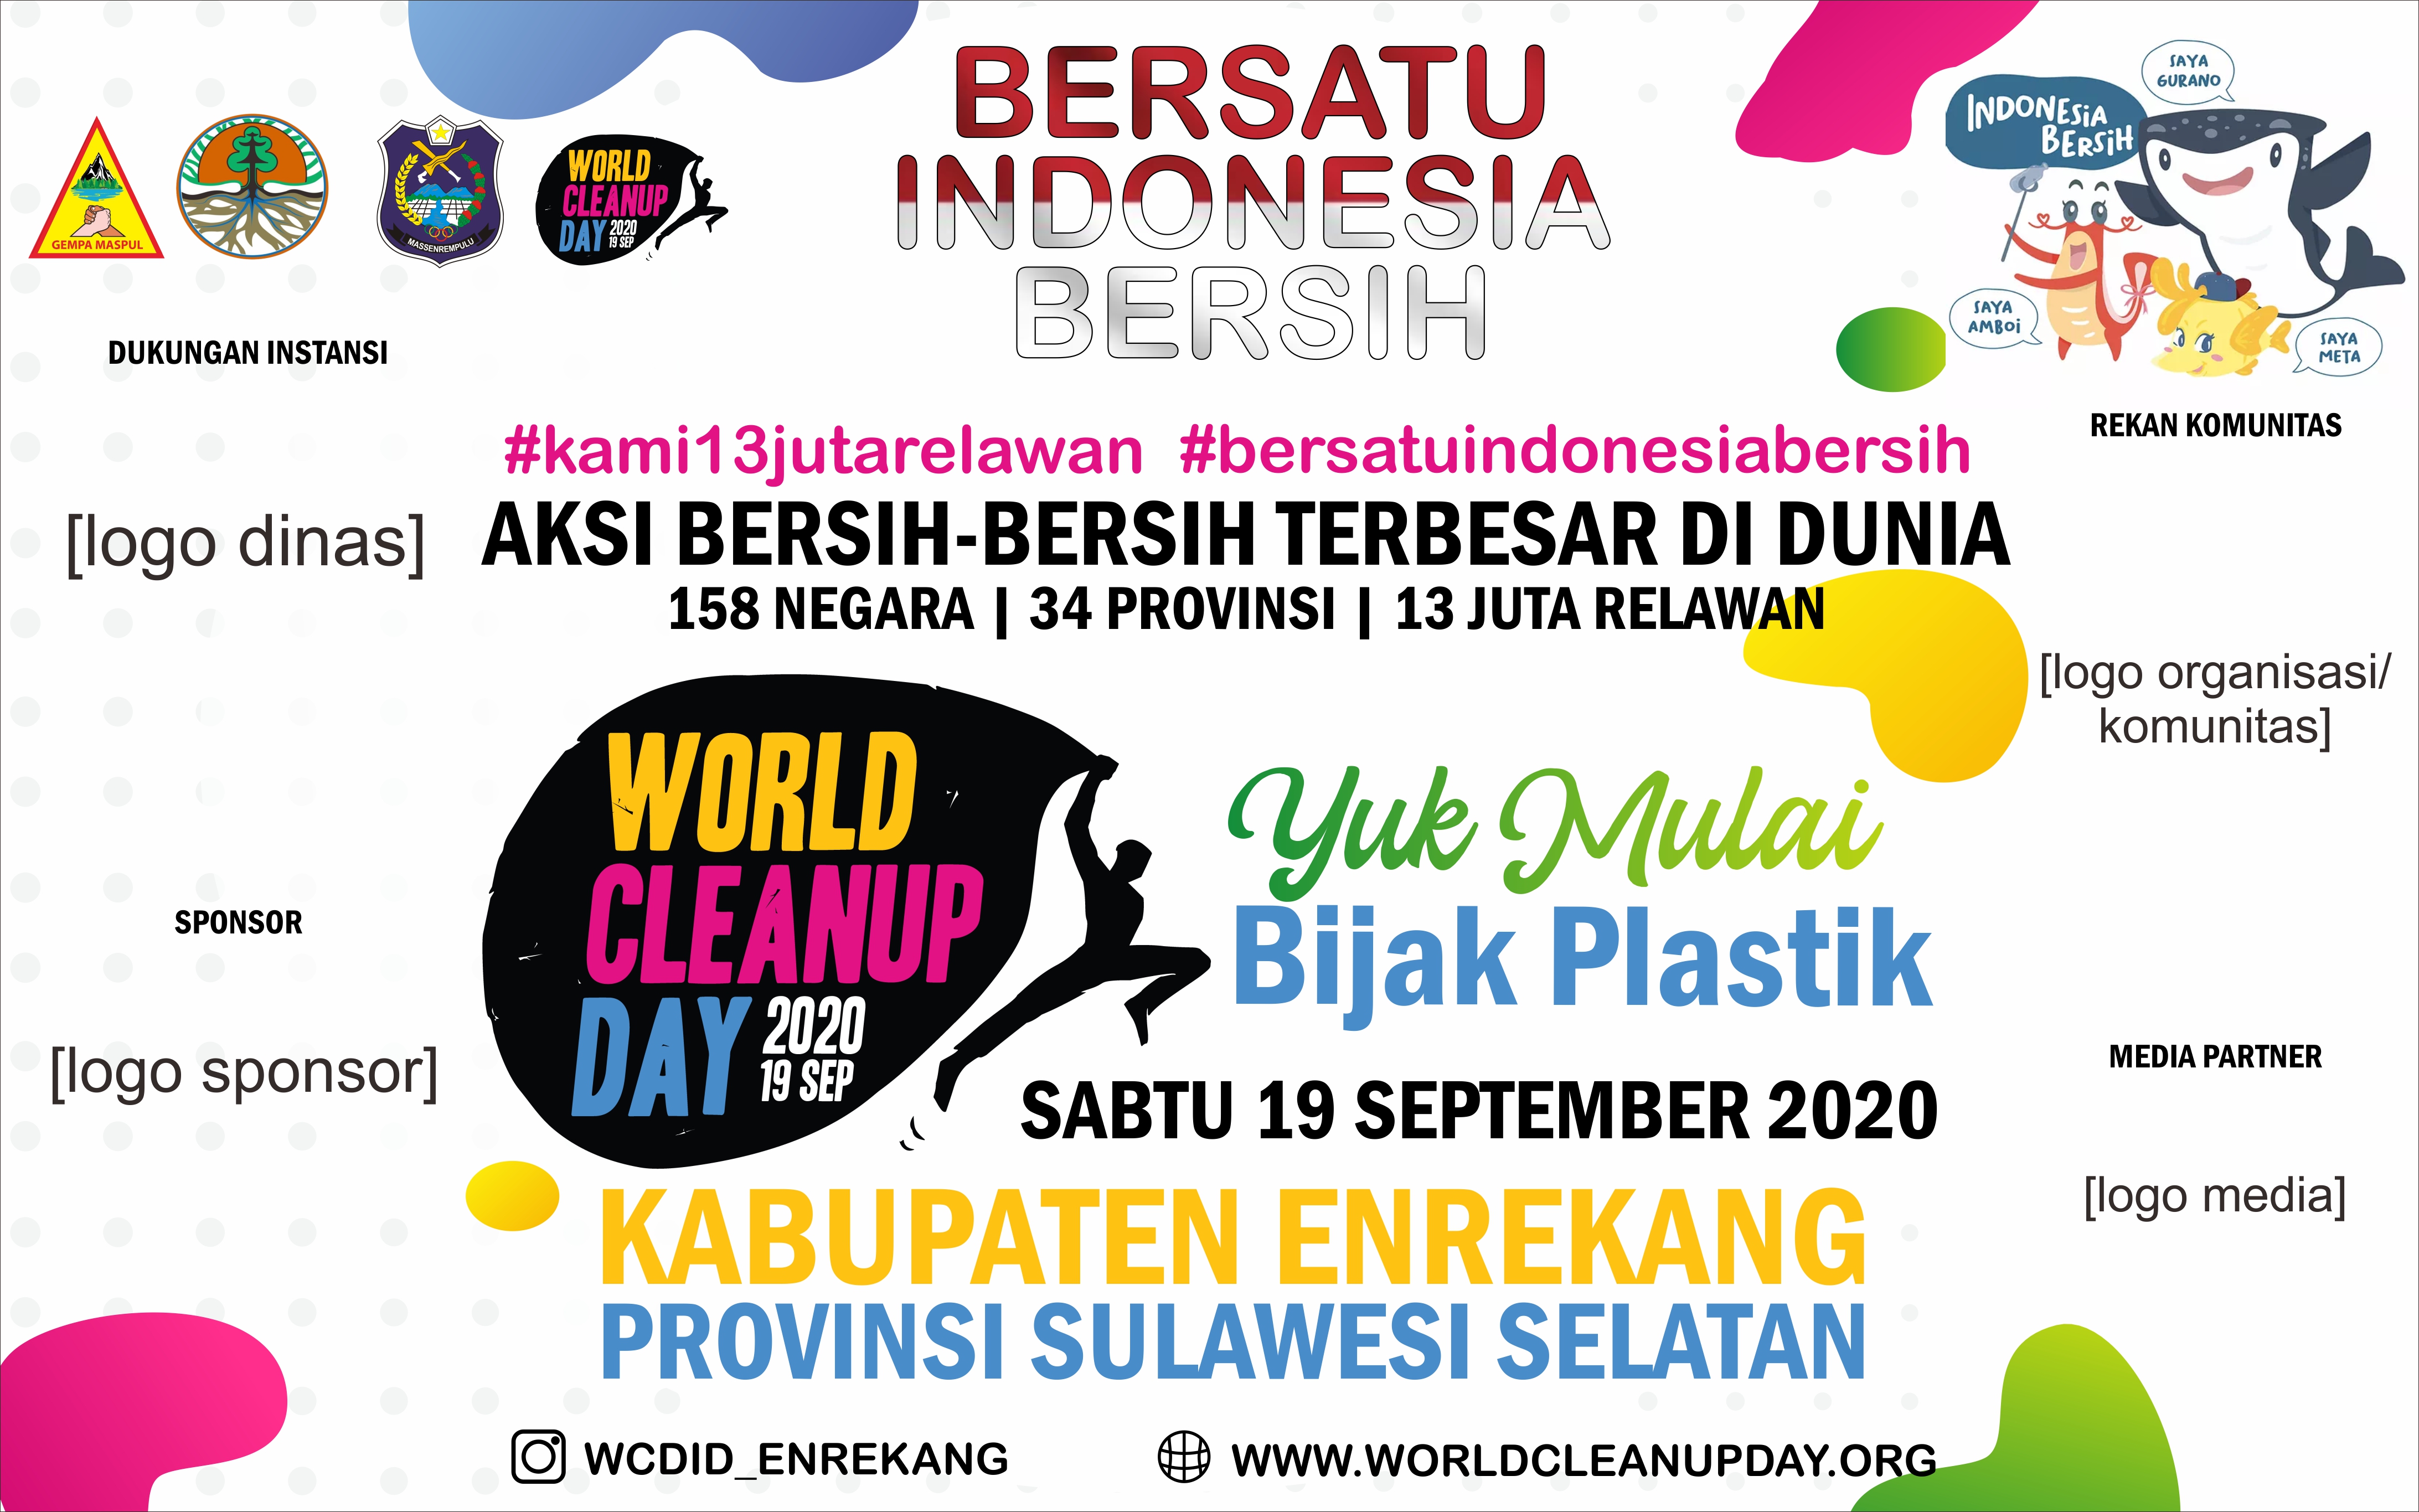 GEMPA MASPUL
MASSENREMPULU
WORLD
CLEANUP
DAY 2020
19 SEP
BERSATU
INDONESIA
BERSIH
INDONESiA
BERSiH
SAYA
GURANO
SAYA
AMBOi
SAYA
META
DUKUNGAN INSTANSI
REKAN KOMUNITAS
#kami13jutarelawan #bersatuindonesiabersih
AKSI BERSIH-BERSIH TERBESAR DI DUNIA
158 NEGARA | 34 PROVINSI | 13 JUTA RELAWAN
[logo dinas]
[logo organisasi/
komunitas]
WORLD
CLEANUP
DAY 2020
19 SEP
Yuk Mulai
Bijak Plastik
SPONSOR
[logo sponsor]
MEDIA PARTNER
[logo media]
SABTU 19 SEPTEMBER 2020
KABUPATEN ENREKANG
PROVINSI SULAWESI SELATAN
WCDID_ENREKANG
WWW.WORLDCLEANUPDAY.ORG